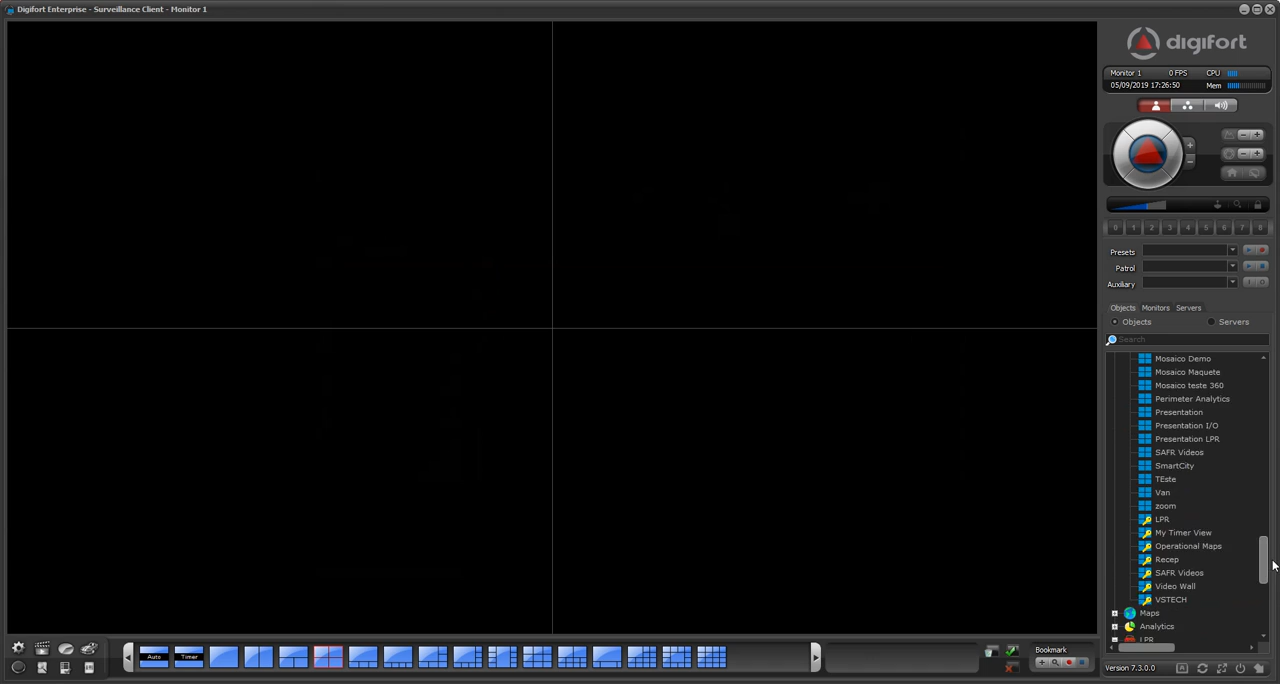 Digifort Enterprise - Surveillance Client - Monitor 1
digifort
Monitor 1 0 FPS CPU
05/09/2019 17:26:50 Mem
0 1 2 3 4 5 6 7 8
Presets
Patrol
Auxiliary
Objects Monitors Servers
Objects Servers
Search
Mosaico Demo
Mosaico Maquete
Mosaico teste 360
Perimeter Analytics
Presentation
Presentation I/O
Presentation LPR
SAFR Videos
SmartCity
TEste
Van
zoom
LPR
My Timer View
Operational Maps
Recep
SAFR Videos
Video Wall
VSTECH
Maps
Analytics
LPR
Auto Timer
Bookmark
Version 7.3.0.0